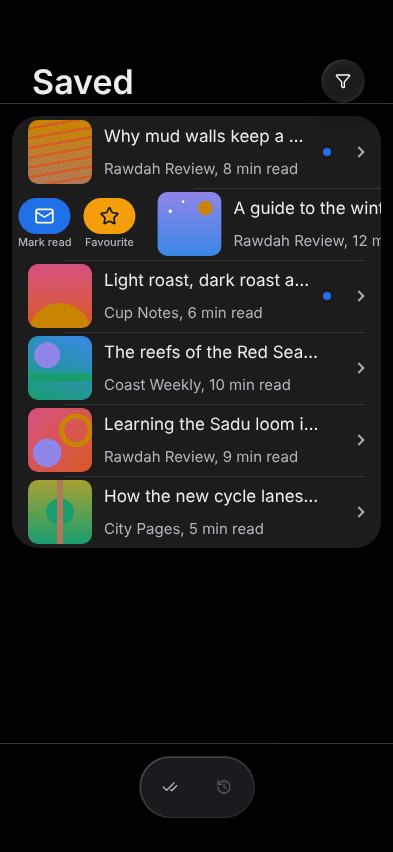 Saved
Why mud walls keep a ...
Rawdah Review, 8 min read
Mark read
Favourite
A guide to the wint
Rawdah Review, 12 m
Light roast, dark roast a...
Cup Notes, 6 min read
The reefs of the Red Sea...
Coast Weekly, 10 min read
Learning the Sadu loom i...
Rawdah Review, 9 min read
How the new cycle lanes...
City Pages, 5 min read